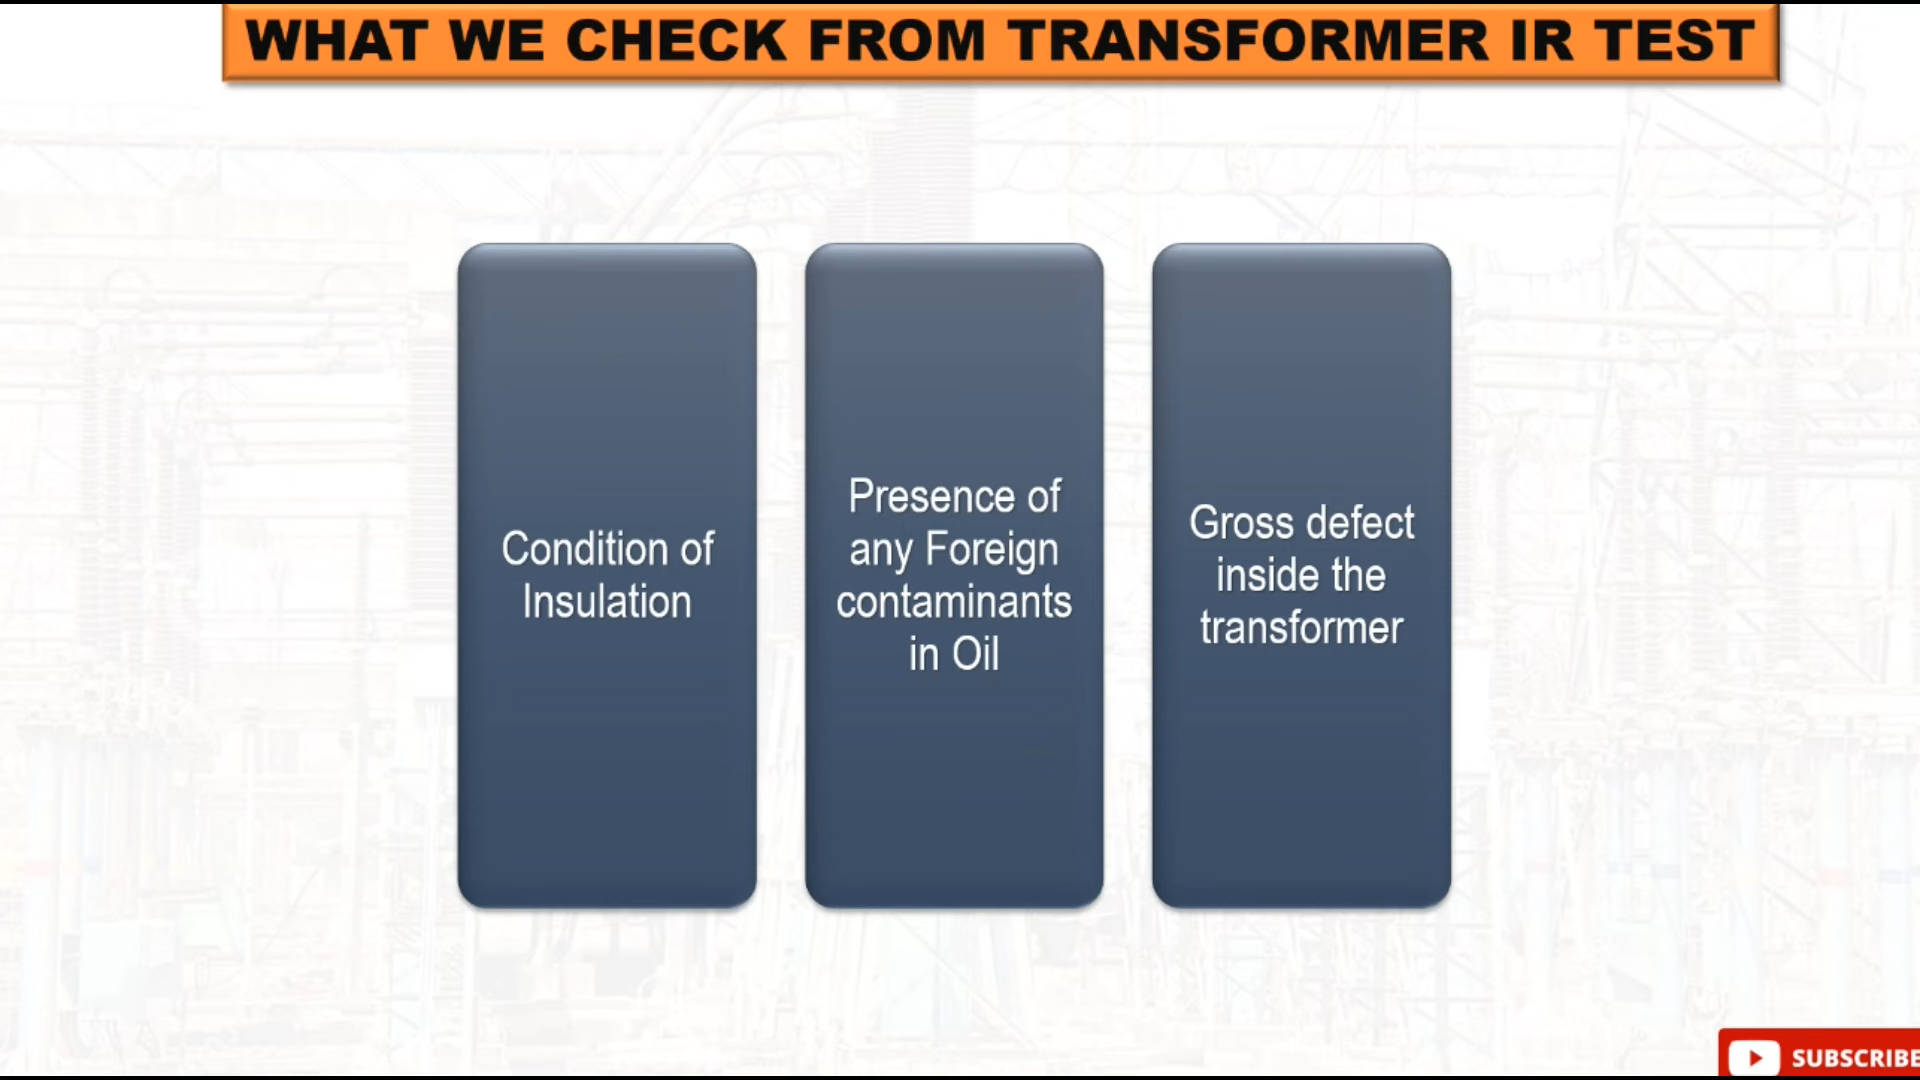 WHAT WE CHECK FROM TRANSFORMER IR TEST
Condition of
Insulation
Presence of
any Foreign
contaminants
in Oil
Gross defect
inside the
transformer
SUBSCRIBE